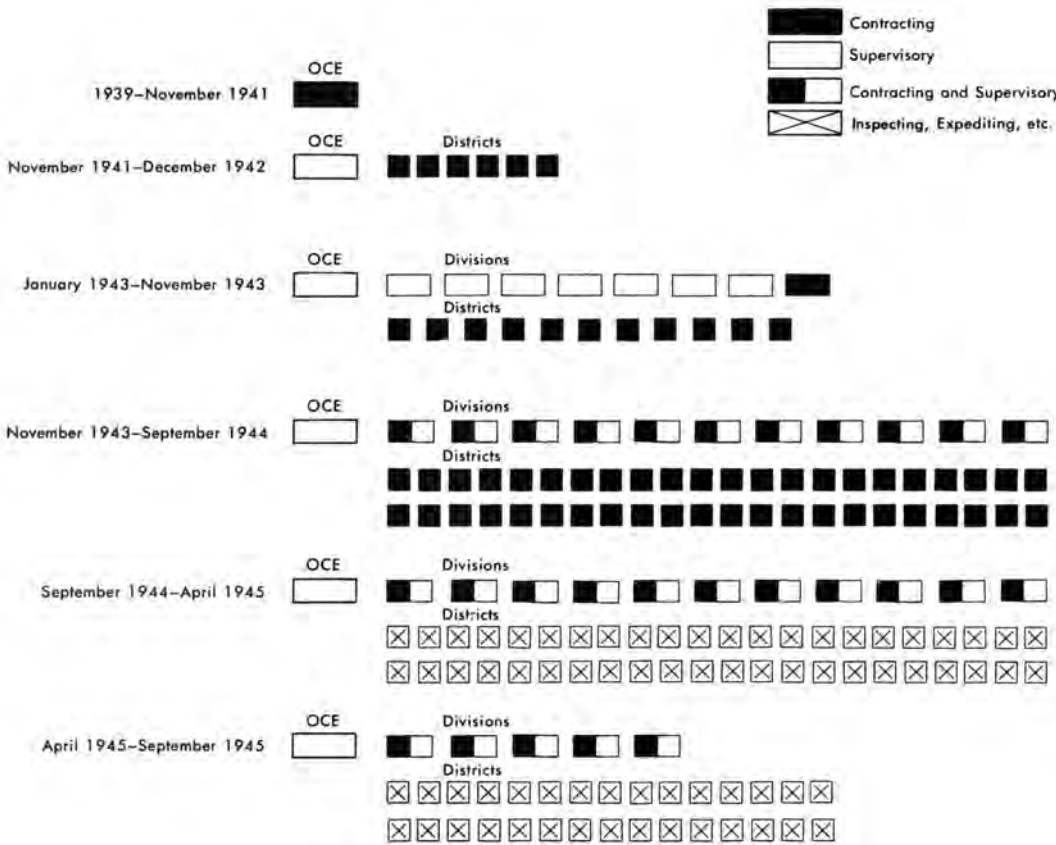 Contracting
Supervisory
Contracting and Supervisory
Inspecting, Expediting, etc.
OCE
1939–November 1941
OCE Districts
November 1941–December 1942
OCE Divisions
January 1943–November 1943
Districts
OCE Divisions
November 1943–September 1944
Districts
OCE Divisions
September 1944–April 1945
Districts
OCE Divisions
April 1945–September 1945
Districts